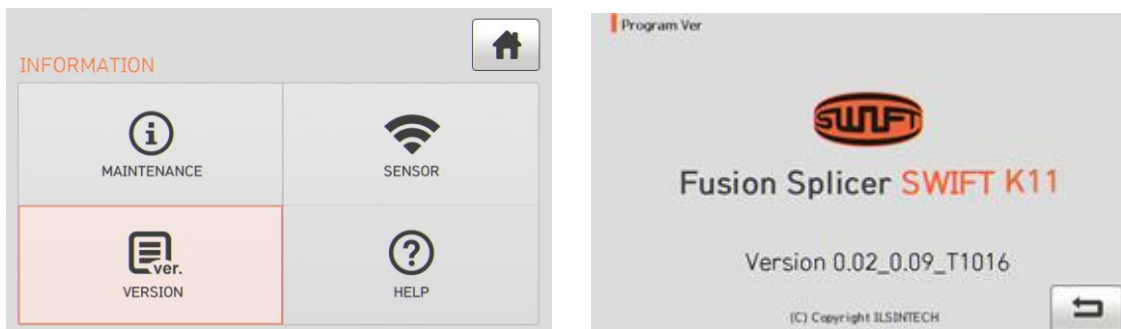 INFORMATION
MAINTENANCE
SENSOR
ver.
VERSION
HELP
Program Ver
SWIFT
Fusion Splicer SWIFT K11
Version 0.02_0.09_T1016
(C) Copyright ILSINTECH